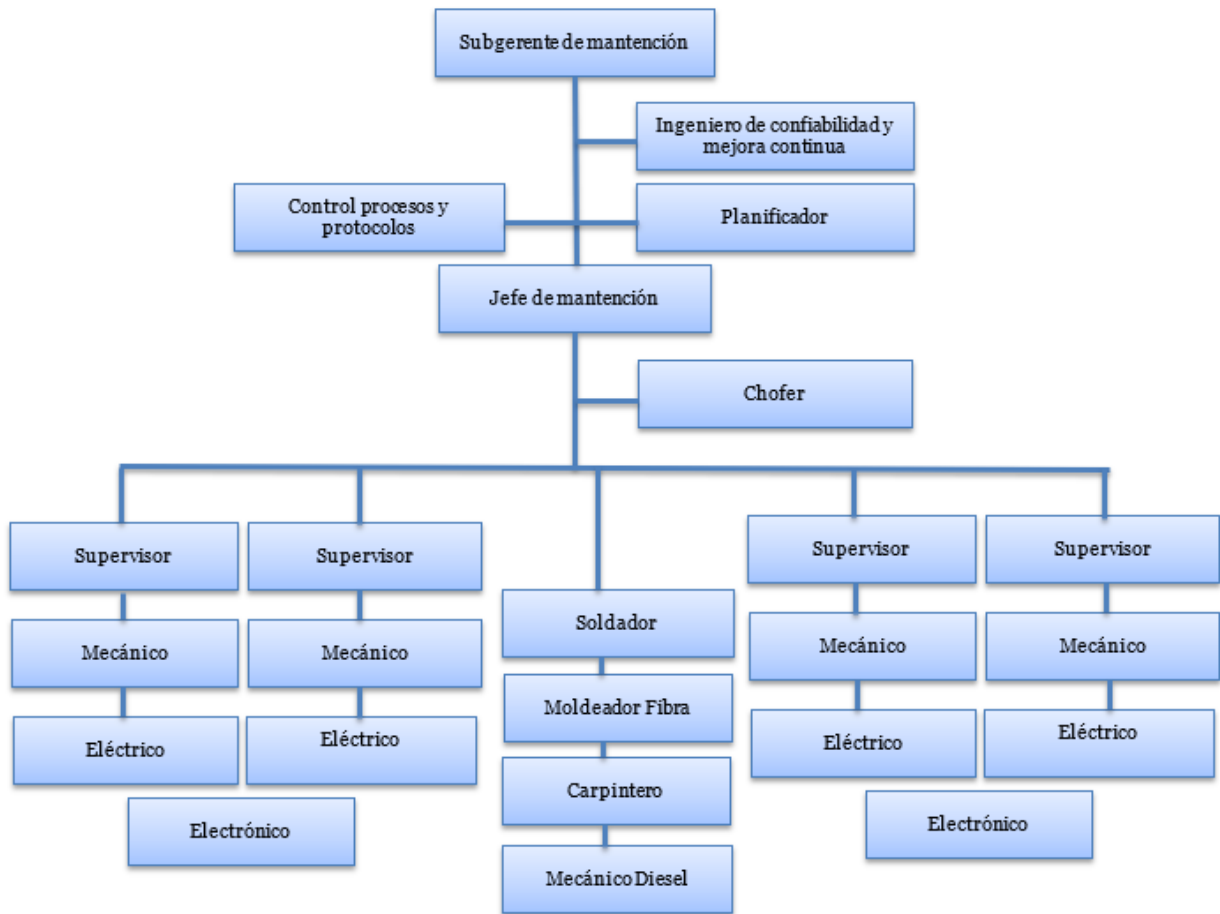 Subgerente de mantención
Ingeniero de confiabilidad y
mejora continua
Control procesos y
protocolos
Planificador
Jefe de mantención
Chofer
Supervisor
Supervisor
Supervisor
Supervisor
Mecánico
Mecánico
Soldador
Mecánico
Mecánico
Moldeador Fibra
Eléctrico
Eléctrico
Eléctrico
Eléctrico
Carpintero
Electrónico
Electrónico
Mecánico Diesel